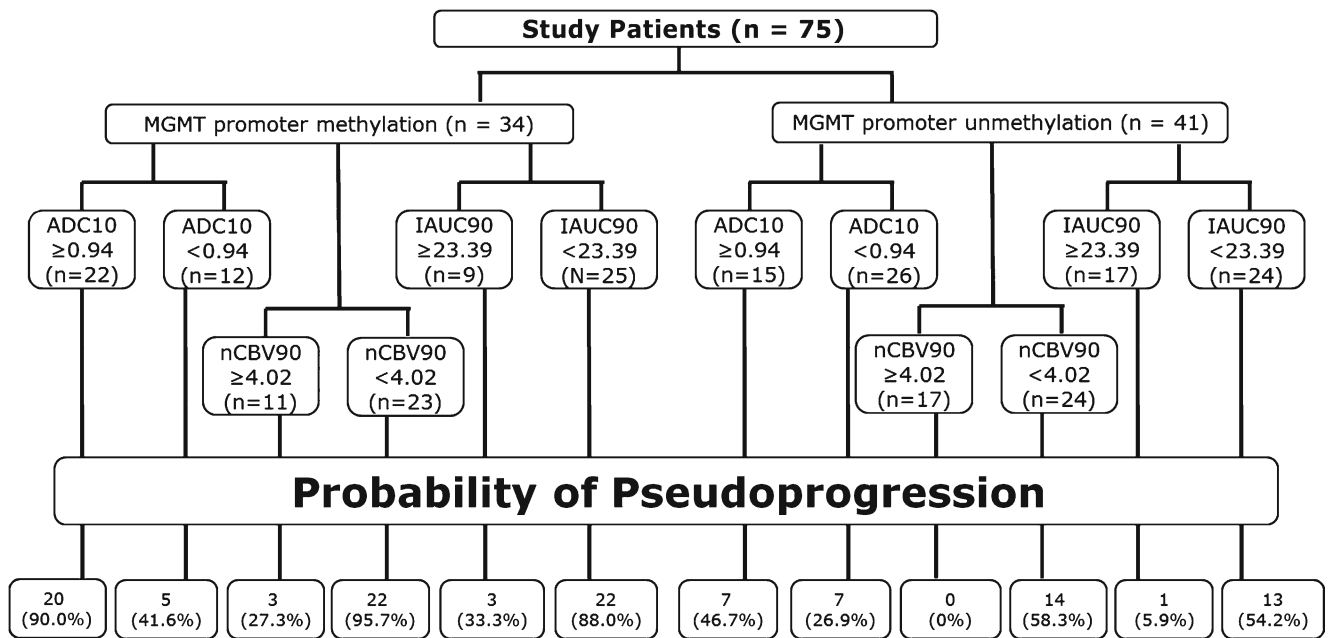 Study Patients (n = 75)
MGMT promoter methylation (n = 34)
MGMT promoter unmethylation (n = 41)
ADC10
≥0.94
(n=22)
ADC10
<0.94
(n=12)
IAUC90
≥23.39
(n=9)
IAUC90
<23.39
(N=25)
ADC10
≥0.94
(n=15)
ADC10
<0.94
(n=26)
IAUC90
≥23.39
(n=17)
IAUC90
<23.39
(n=24)
nCBV90
≥4.02
(n=11)
nCBV90
<4.02
(n=23)
nCBV90
≥4.02
(n=17)
nCBV90
<4.02
(n=24)
Probability of Pseudoprogression
20
(90.0%)
5
(41.6%)
3
(27.3%)
22
(95.7%)
3
(33.3%)
22
(88.0%)
7
(46.7%)
7
(26.9%)
0
(0%)
14
(58.3%)
1
(5.9%)
13
(54.2%)